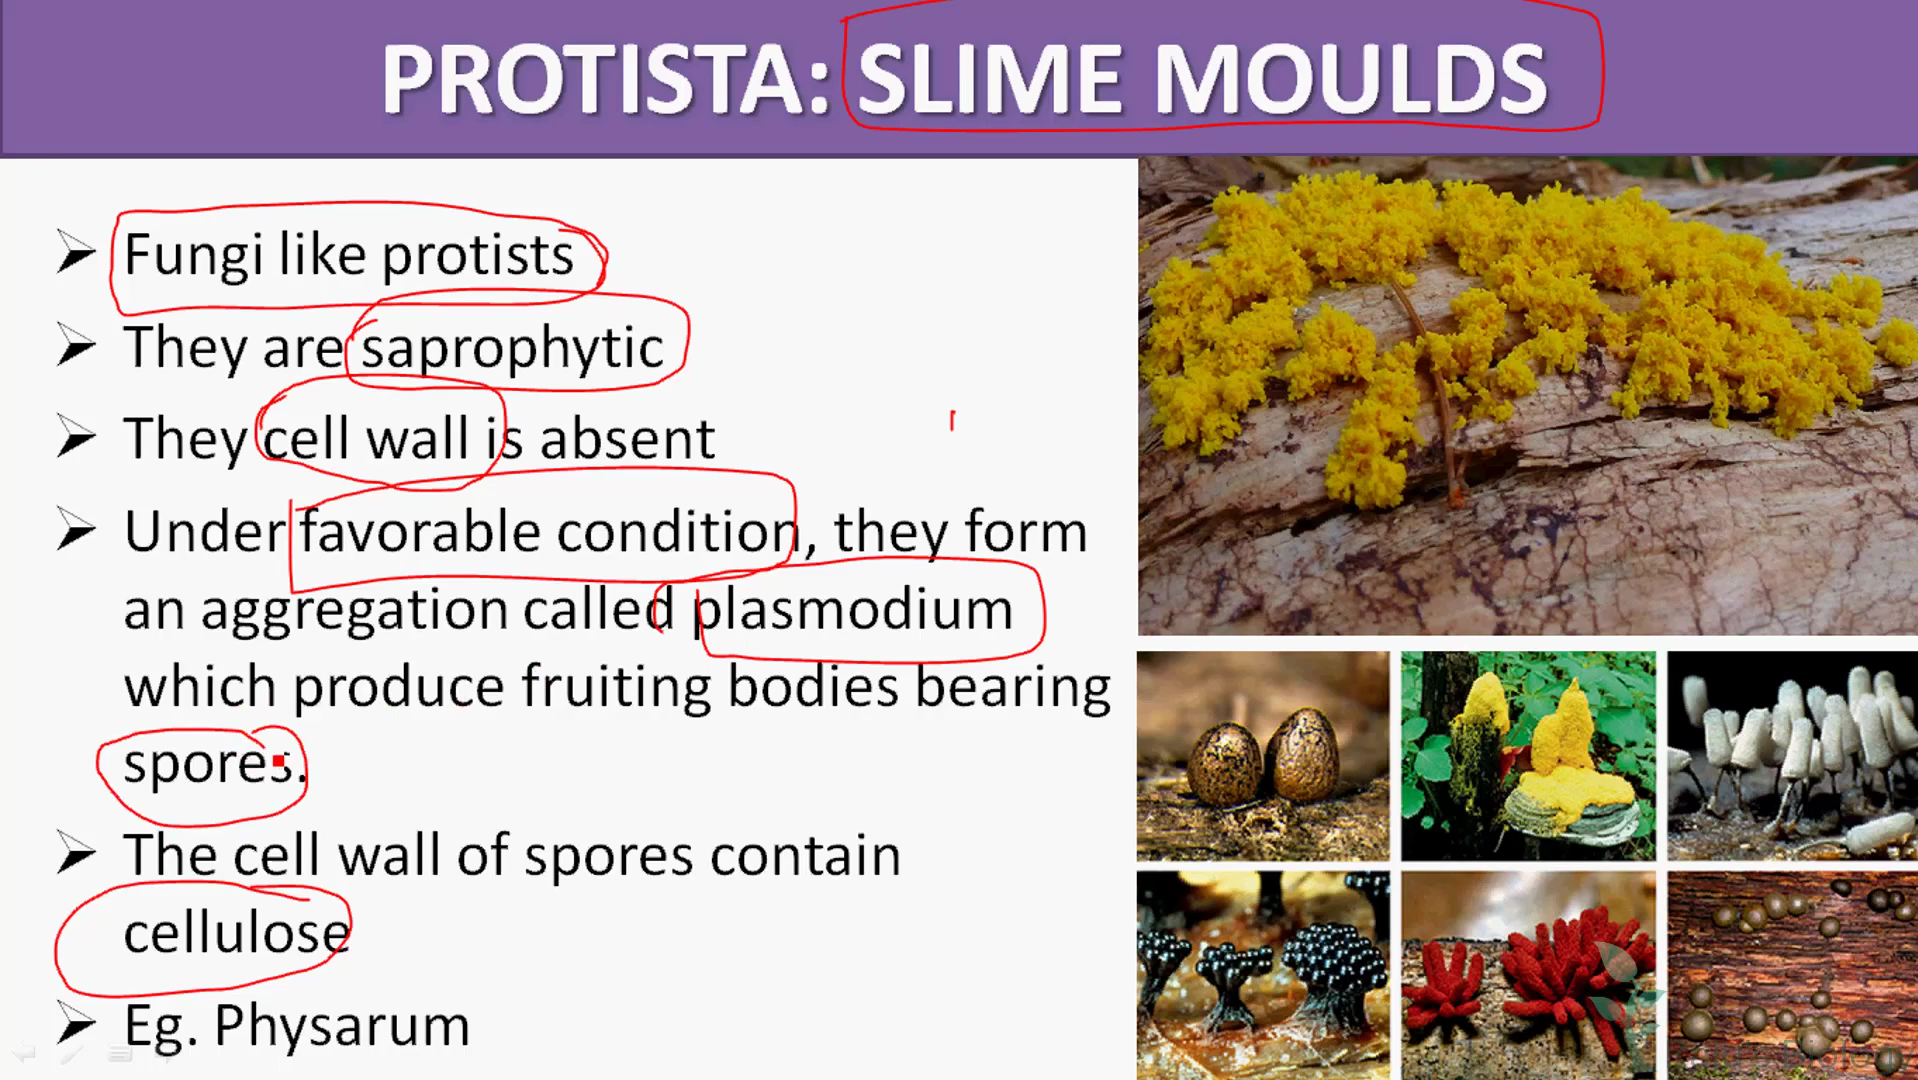 PROTISTA: SLIME MOULDS
Fungi like protists
They are saprophytic
They cell wall is absent
Under favorable condition, they form
an aggregation called plasmodium
which produce fruiting bodies bearing
spores.
The cell wall of spores contain
cellulose
Eg. Physarum